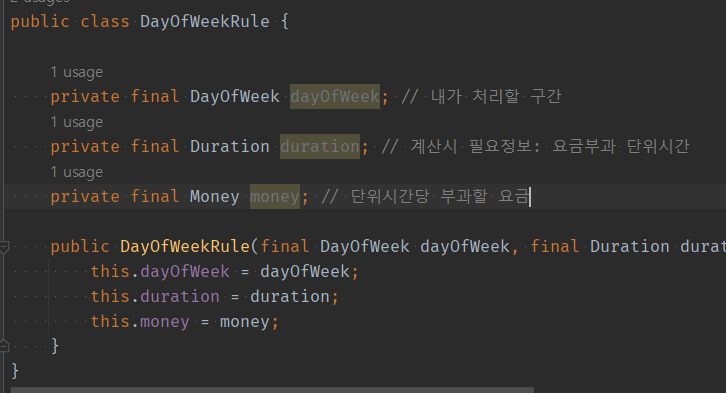 public class DayOfWeekRule {
1 usage
private final DayOfWeek dayOfWeek; // 내가 처리할 구간
1 usage
private final Duration duration; // 계산시 필요정보: 요금부과 단위시간
1 usage
private final Money money; // 단위시간당 부과할 요금
public DayOfWeekRule(final DayOfWeek dayOfWeek, final Duration durat
this.dayOfWeek = dayOfWeek;
this.duration = duration;
this.money = money;
}
}